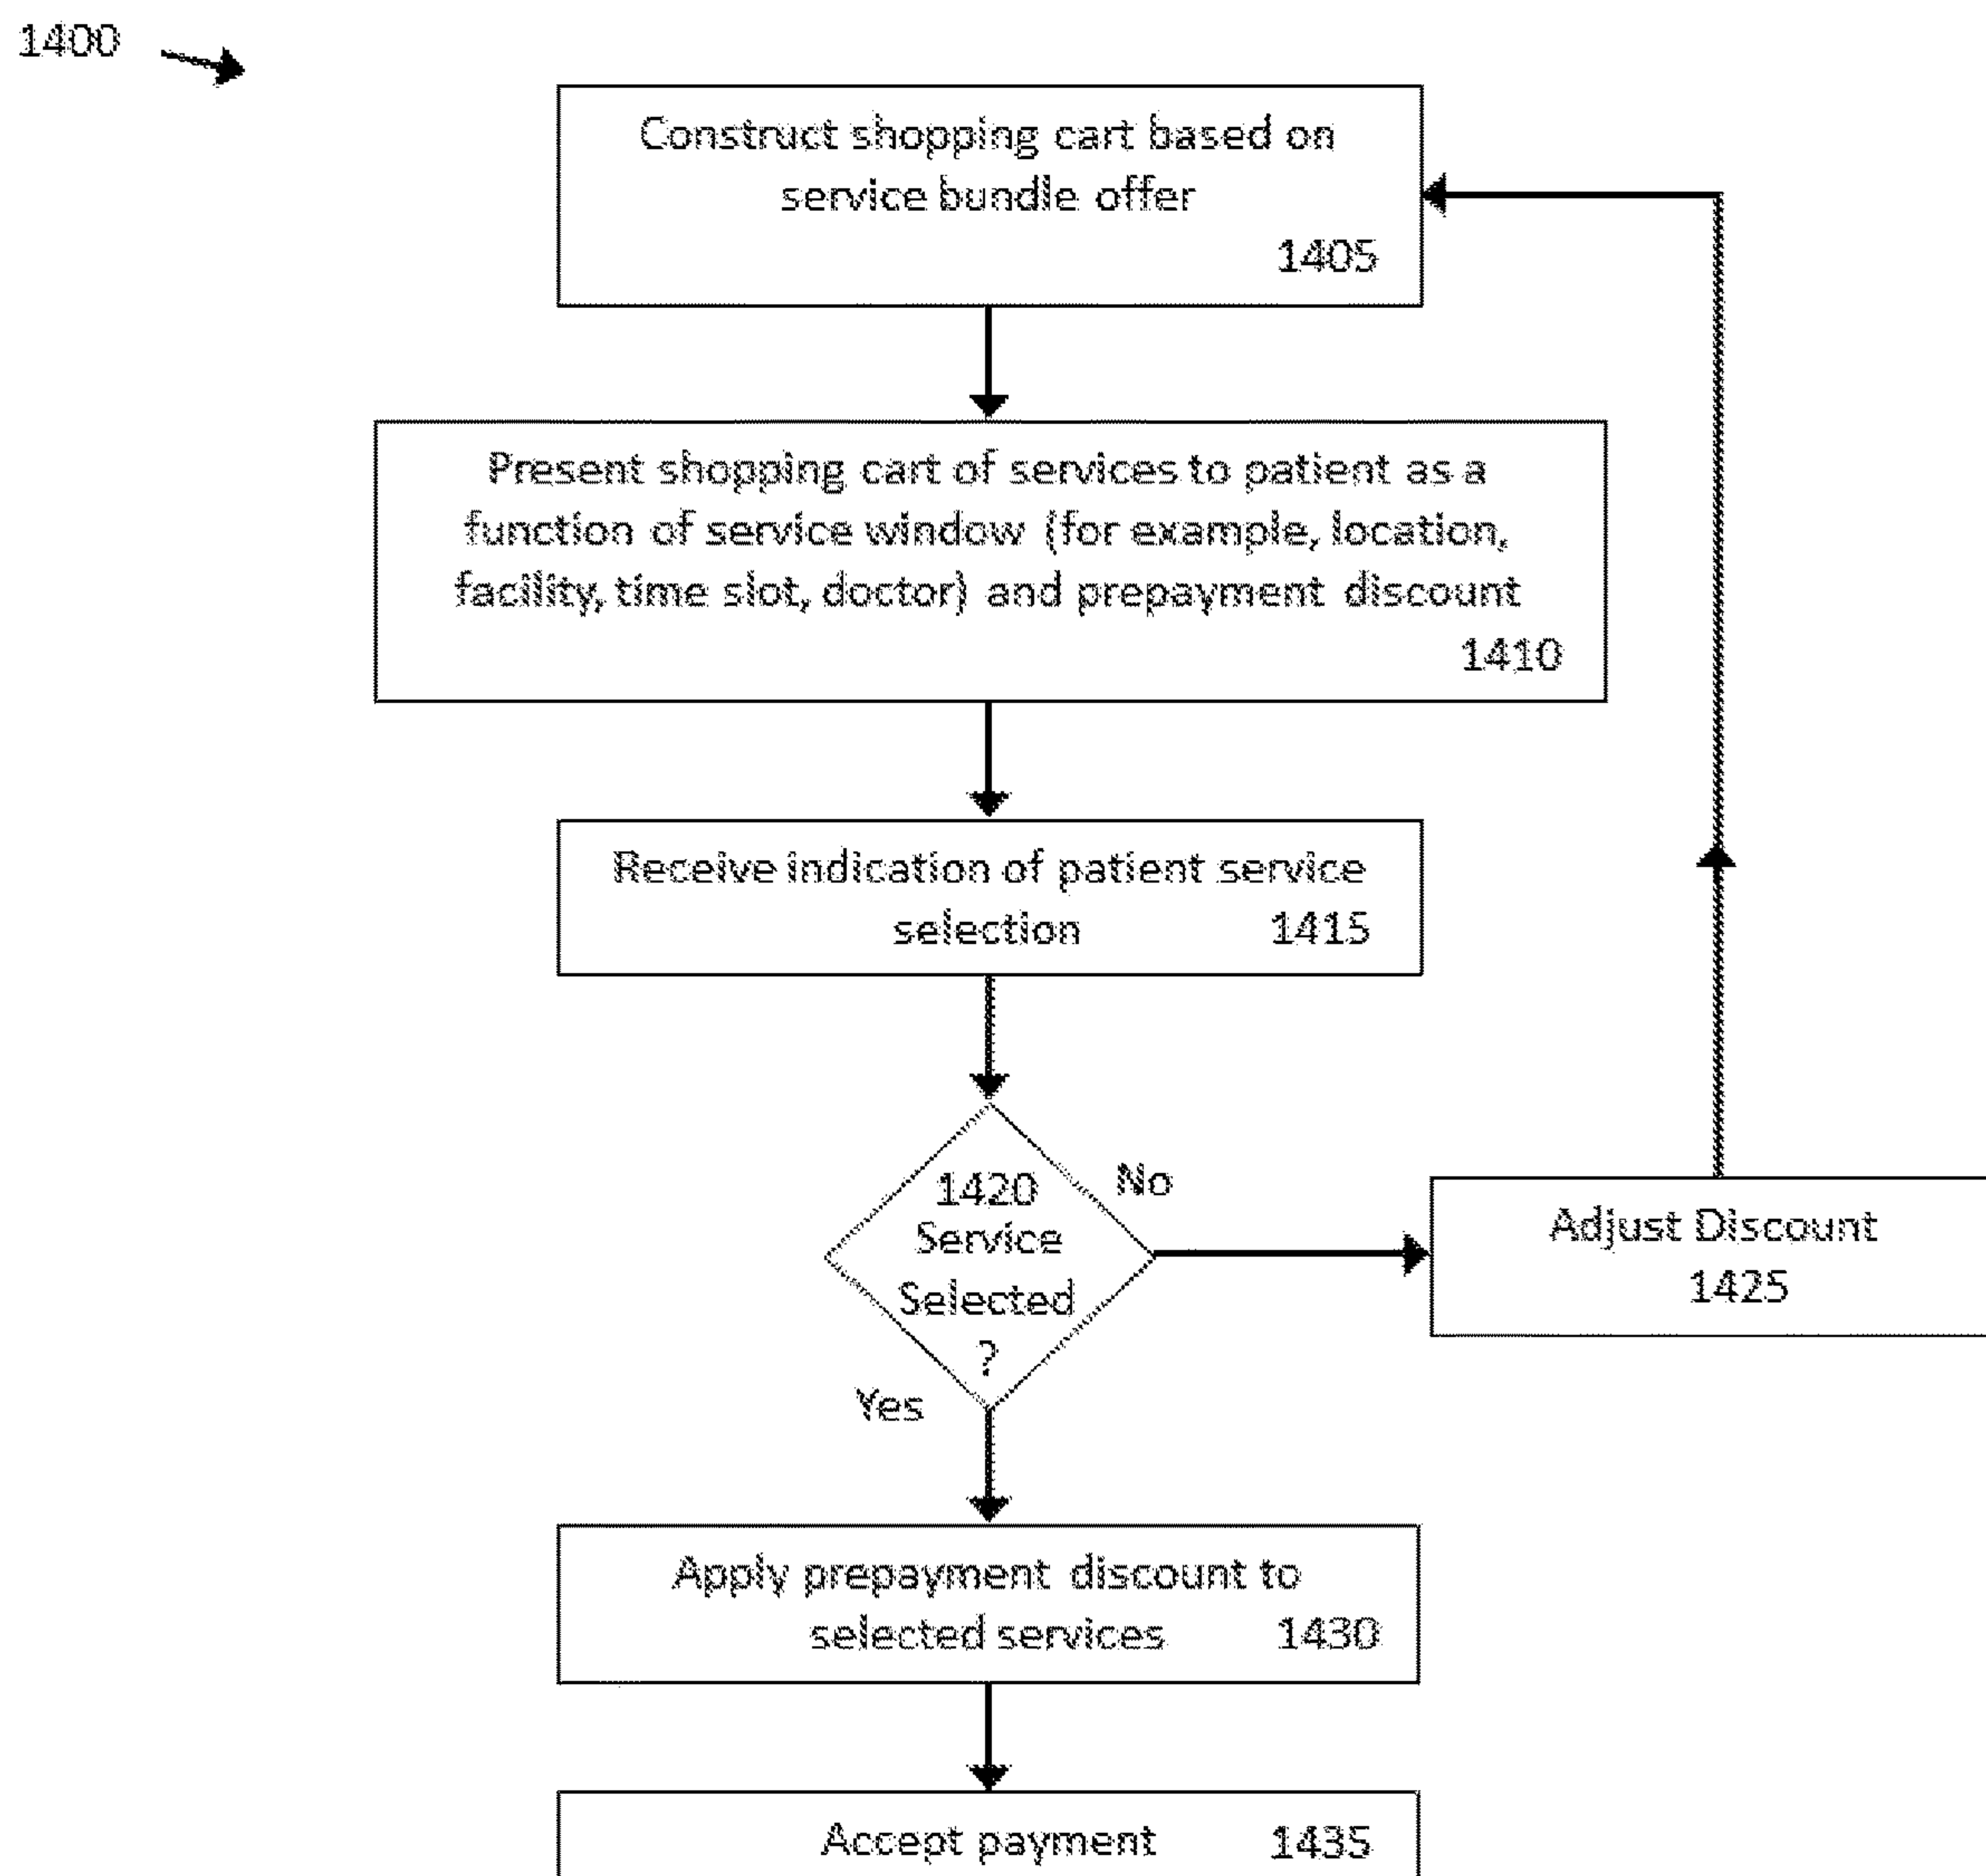 1400
Construct shopping cart based on
service bundle offer
1405
Present shopping cart of services to patient as a
function of service window (for example, location,
facility, time slot, doctor) and prepayment discount
1410
Receive indication of patient service
selection 1415
1420
Service
Selected
?
No
Adjust Discount
1425
Yes
Apply prepayment discount to
selected services 1430
Accept payment 1435